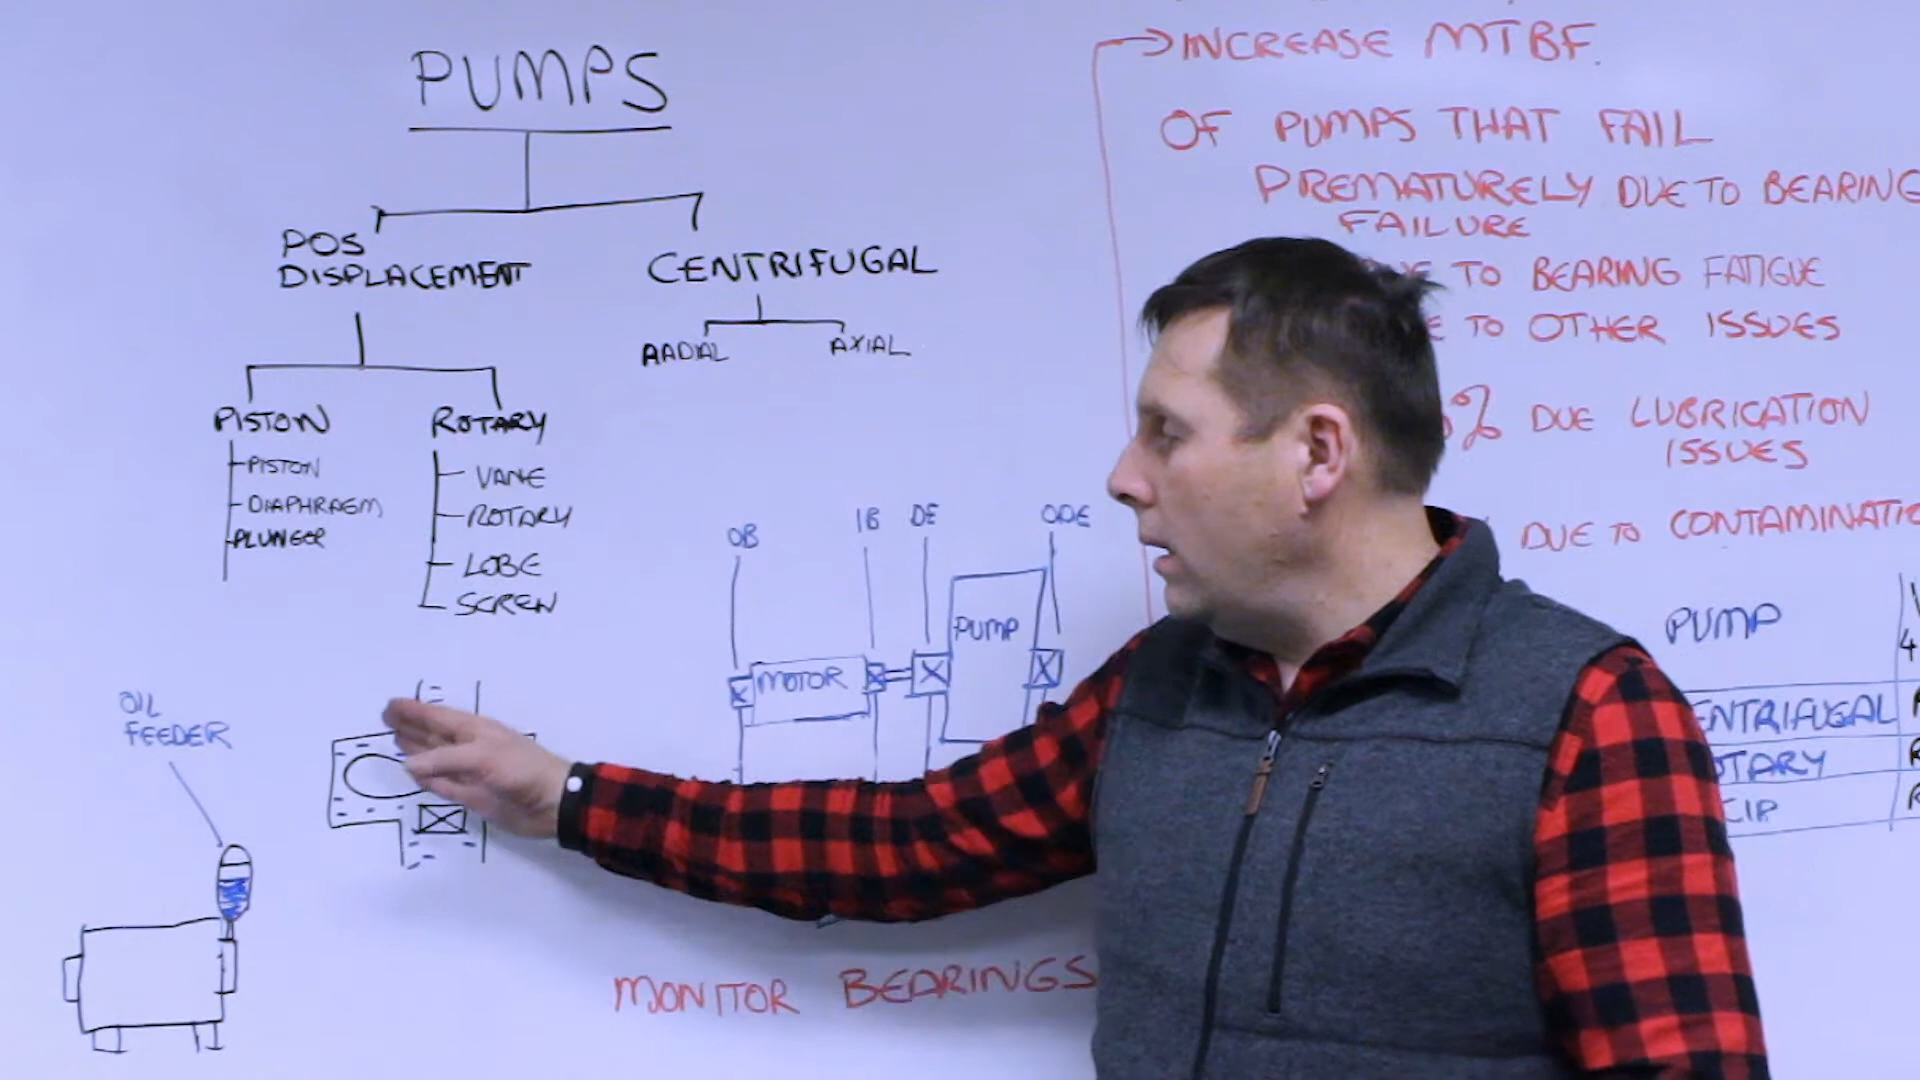 PUMPS
POS
DISPLACEMENT
CENTRIFUGAL
RADIAL
AXIAL
PISTON
PISTON
DIAPHRAGM
PLUNGER
ROTARY
VANE
ROTARY
LOBE
SCREW
OIL
FEEDER
OB
IB
DE
ODE
MOTOR
PUMP
MONITOR BEARINGS
INCREASE MTBF.
OF PUMPS THAT FAIL
PREMATURELY DUE TO BEARING
FAILURE
TO BEARING FATIGUE
TO OTHER ISSUES
% DUE LUBRICATION
ISSUES
DUE TO CONTAMINATIO
PUMP
4
ENTRIFUGAL
OTARY
CIP